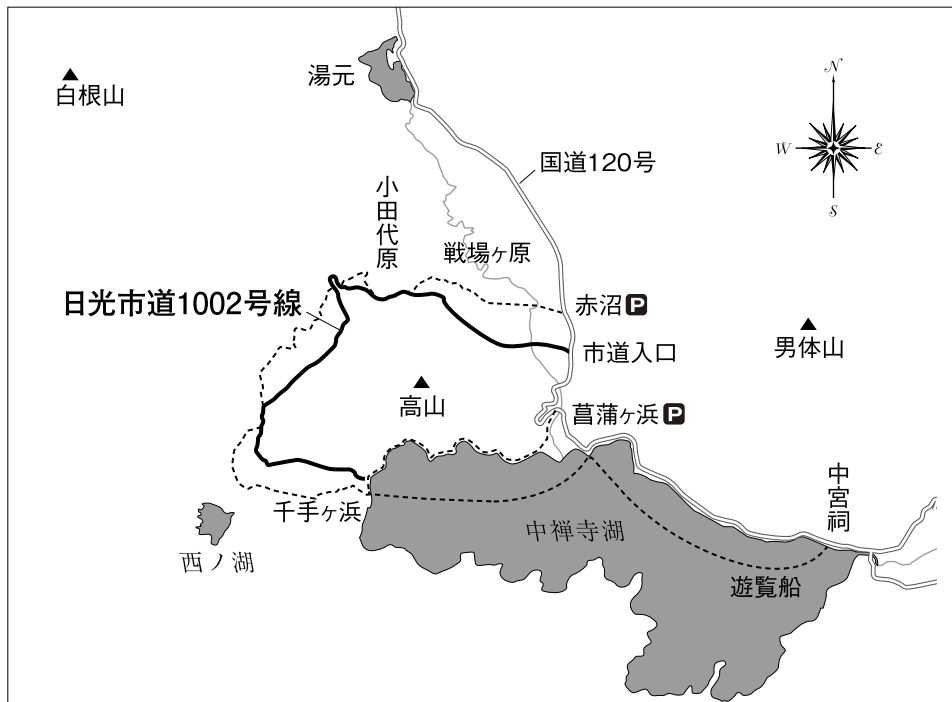 湯元
白根山
N
W
E
S
国道120号
小田代原
戦場ヶ原
日光市道1002号線
赤沼 P
市道入口
男体山
高山
菖蒲ヶ浜 P
中宮祠
千手ヶ浜
中禅寺湖
西ノ湖
遊覧船